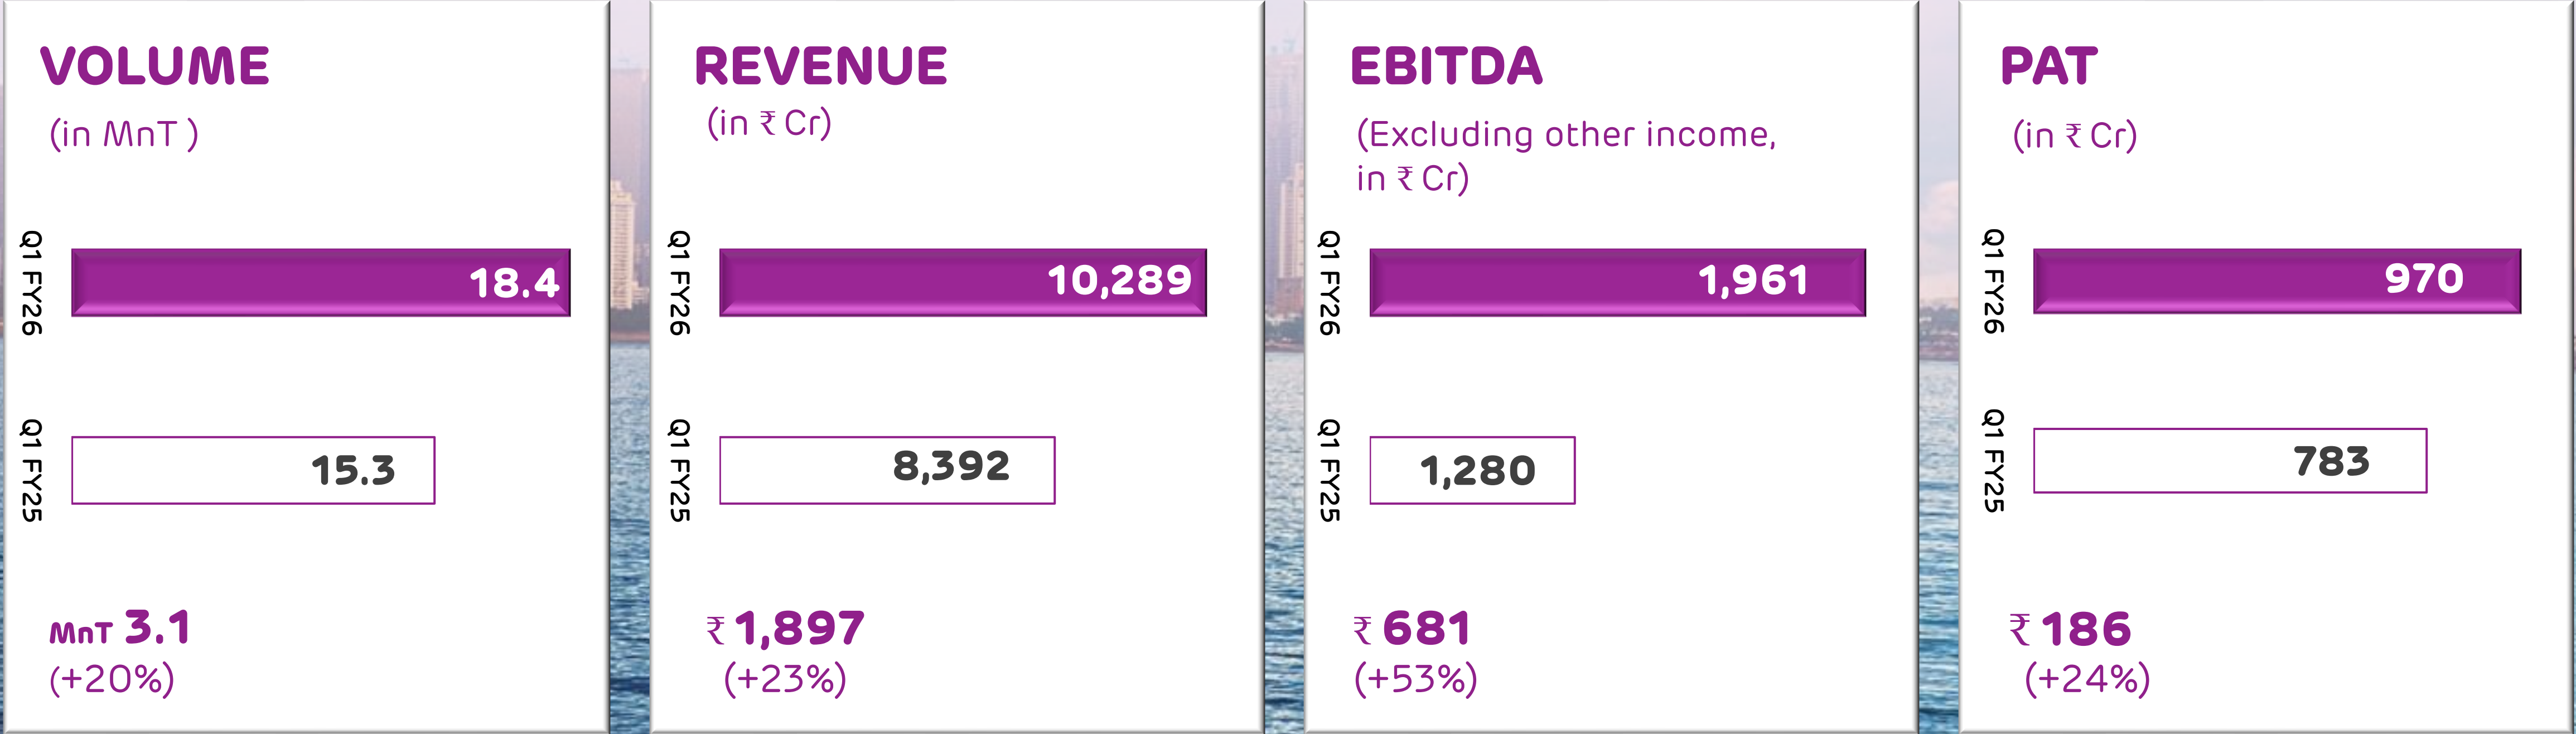 VOLUME
(in MnT )
Q1 FY26
18.4
Q1 FY25
15.3
MnT 3.1
(+20%)
REVENUE
(in ₹ Cr)
Q1 FY26
10,289
Q1 FY25
8,392
₹ 1,897
(+23%)
EBITDA
(Excluding other income,
in ₹ Cr)
Q1 FY26
1,961
Q1 FY25
1,280
₹ 681
(+53%)
PAT
(in ₹ Cr)
Q1 FY26
970
Q1 FY25
783
₹ 186
(+24%)